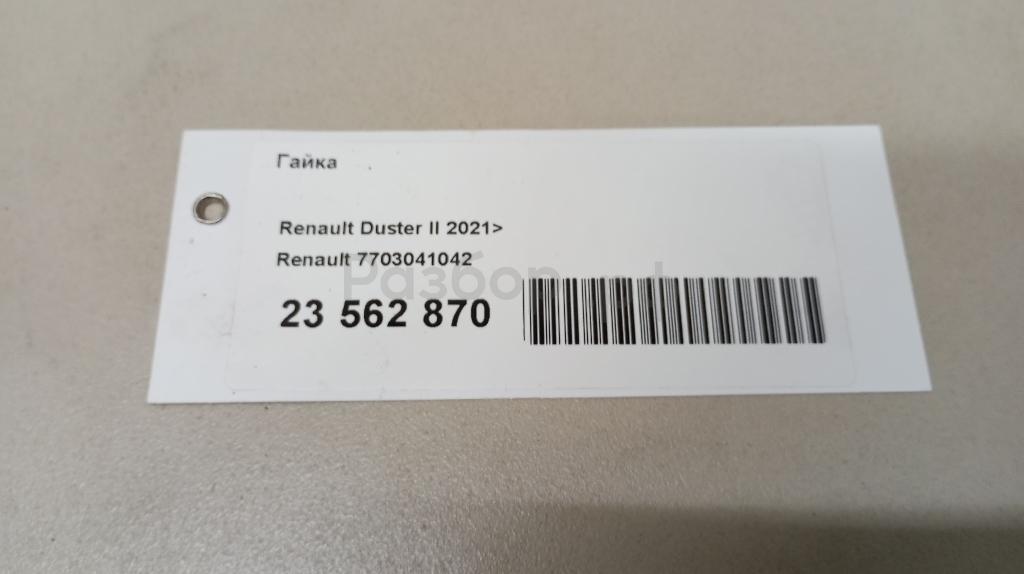 Гайка
Renault Duster II 2021>
Renault 7703041042
23 562 870